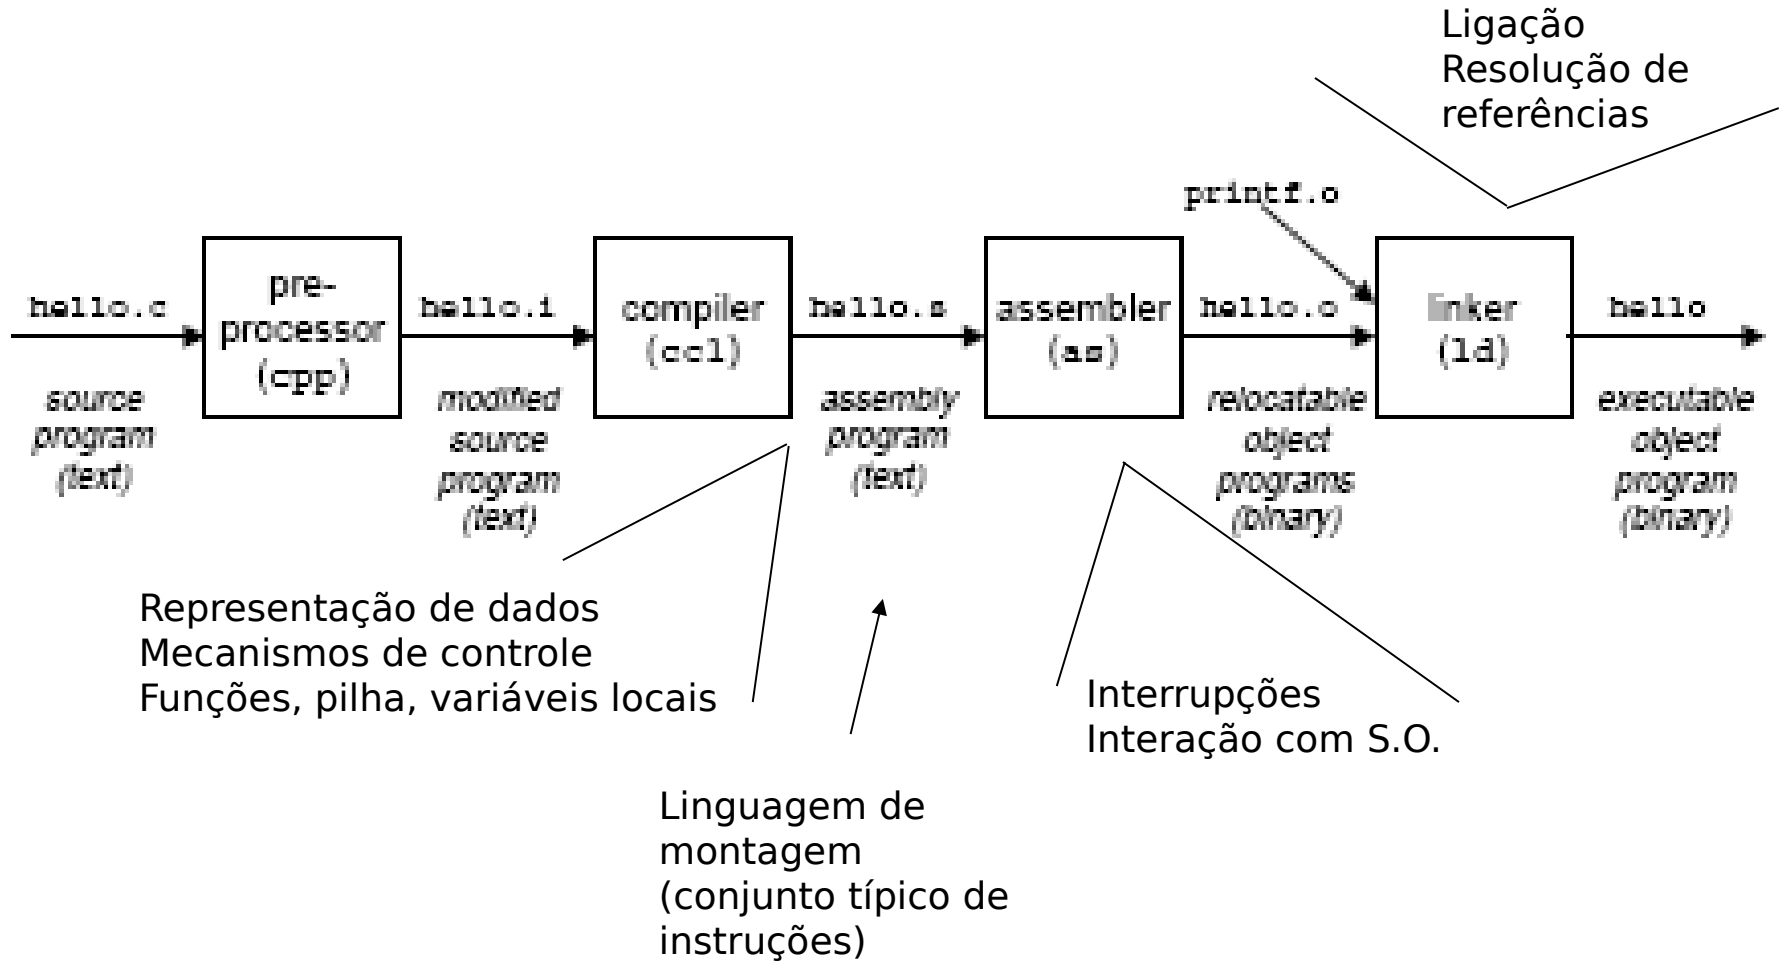 Ligação
Resolução de
referências
printf.o
hello.c
pre-
processor
(cpp)
source
program
(text)
hello.i
modified
source
program
(text)
compiler
(cc1)
hello.s
assembly
program
(text)
assembler
(as)
hello.o
relocatable
object
programs
(binary)
linker
(ld)
hello
executable
object
program
(binary)
Representação de dados
Mecanismos de controle
Funções, pilha, variáveis locais
Interrupções
Interação com S.O.
Linguagem de
montagem
(conjunto típico de
instruções)